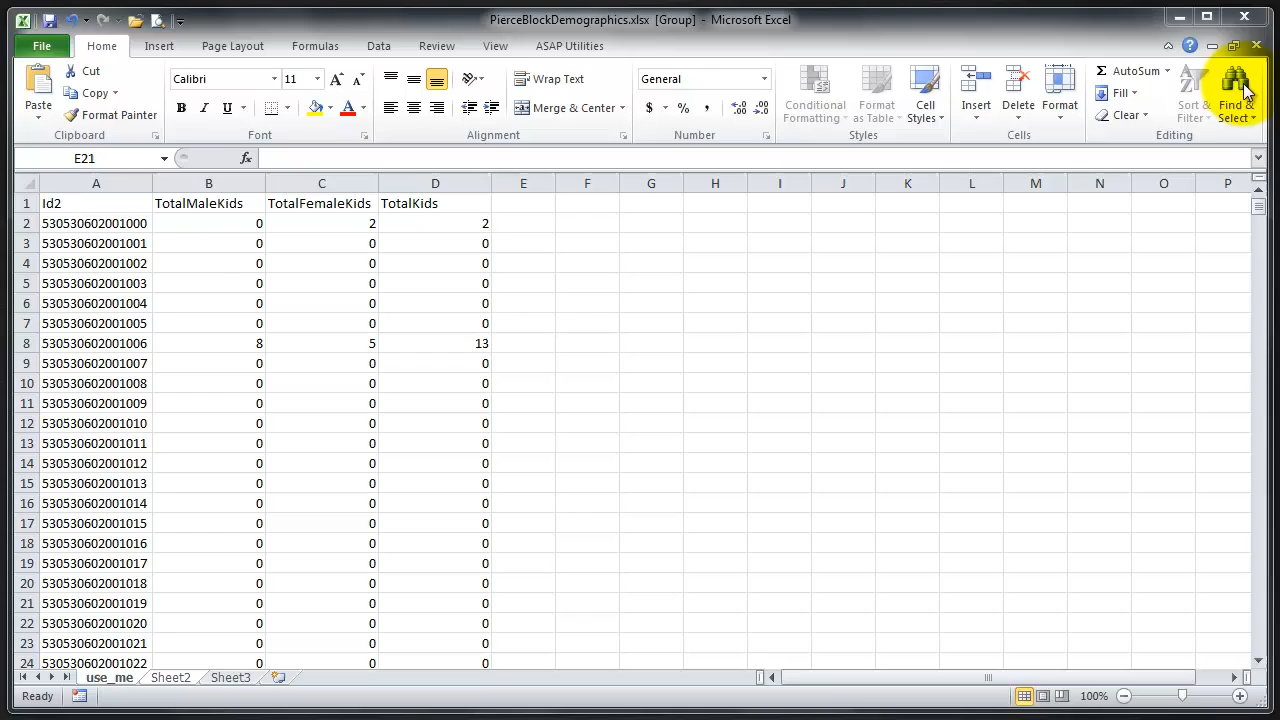 PierceBlockDemographics.xlsx [Group] - Microsoft Excel
File Home Insert Page Layout Formulas Data Review View ASAP Utilities
Paste
Cut
Copy
Format Painter
Clipboard
Calibri 11
B I U
A A
A
Font
Wrap Text
Merge & Center
Alignment
General
$ % ,
Number
Conditional Formatting
Format as Table
Cell Styles
Styles
Insert Delete Format
Cells
Σ AutoSum
Fill
Clear
Sort & Filter
Find & Select
Editing
E21 fx
A B C D E F G H I J K L M N O P
1 Id2 TotalMaleKids TotalFemaleKids TotalKids
2 530530602001000 0 2 2
3 530530602001001 0 0 0
4 530530602001002 0 0 0
5 530530602001003 0 0 0
6 530530602001004 0 0 0
7 530530602001005 0 0 0
8 530530602001006 8 5 13
9 530530602001007 0 0 0
10 530530602001008 0 0 0
11 530530602001009 0 0 0
12 530530602001010 0 0 0
13 530530602001011 0 0 0
14 530530602001012 0 0 0
15 530530602001013 0 0 0
16 530530602001014 0 0 0
17 530530602001015 0 0 0
18 530530602001016 0 0 0
19 530530602001017 0 0 0
20 530530602001018 0 0 0
21 530530602001019 0 0 0
22 530530602001020 0 0 0
23 530530602001021 0 0 0
24 530530602001022 0 0 0
use_me Sheet2 Sheet3
Ready 100%